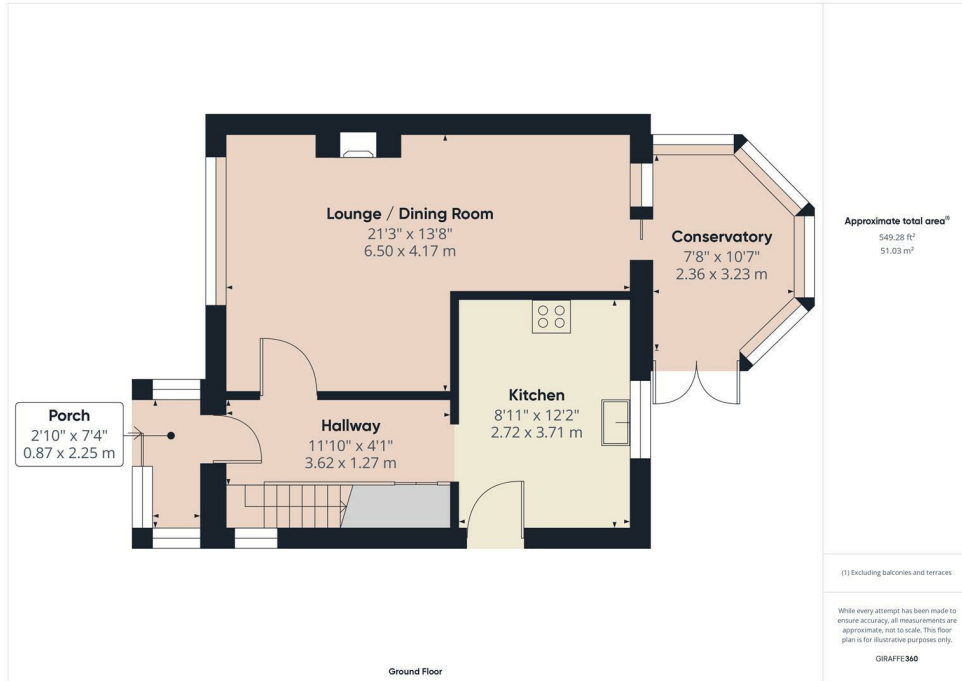 Lounge / Dining Room
21'3" x 13'8"
6.50 x 4.17 m
Conservatory
7'8" x 10'7"
2.36 x 3.23 m
Kitchen
8'11" x 12'2"
2.72 x 3.71 m
Porch
2'10" x 7'4"
0.87 x 2.25 m
Hallway
11'10" x 4'1"
3.62 x 1.27 m
Ground Floor
Approximate total area(1)
549.28 ft²
51.03 m²
(1) Excluding balconies and terraces
While every attempt has been made to
ensure accuracy, all measurements are
approximate, not to scale. This floor
plan is for illustrative purposes only.
GIRAFFE360